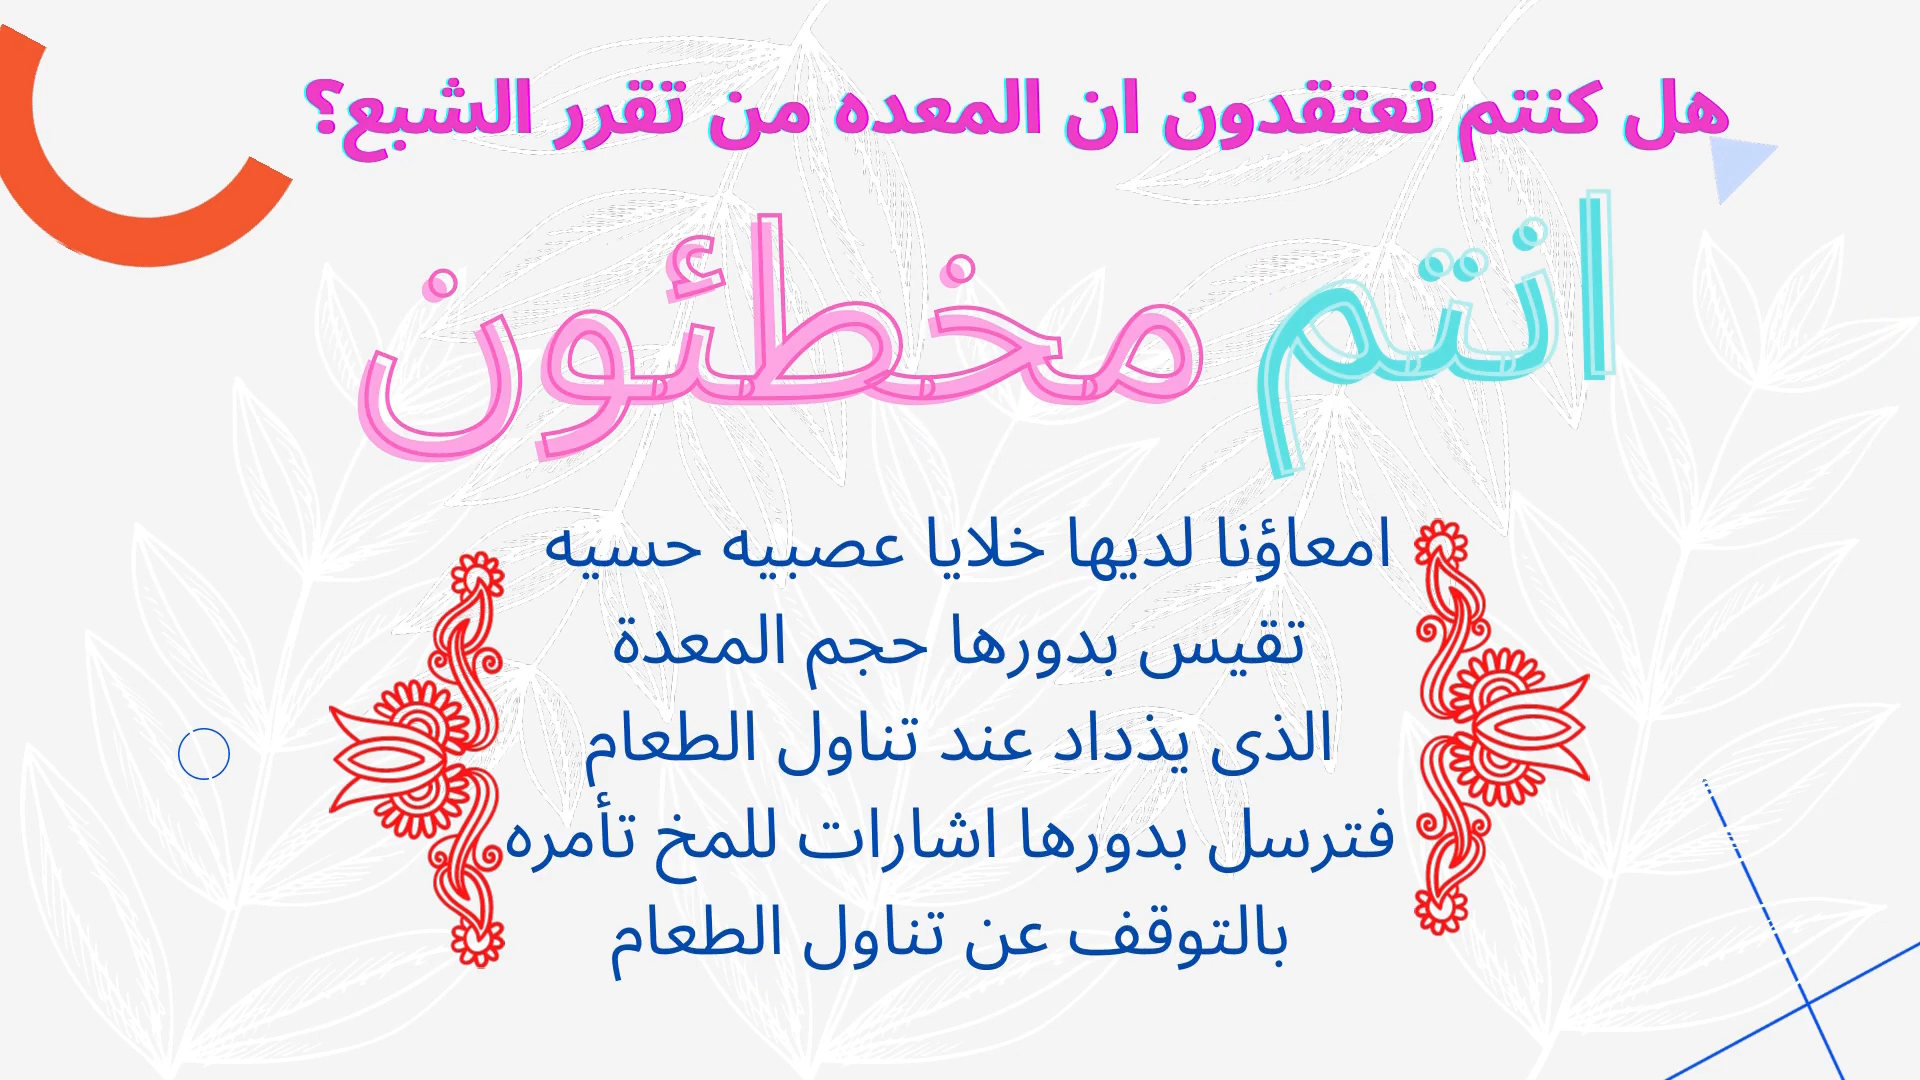 هل كنتم تعتقدون ان المعده من تقرر الشبع؟
انتم مخطئون
امعاؤنا لديها خلايا عصبيه حسيه
تقيس بدورها حجم المعدة
الذى يذداد عند تناول الطعام
فترسل بدورها اشارات للمخ تأمره
بالتوقف عن تناول الطعام